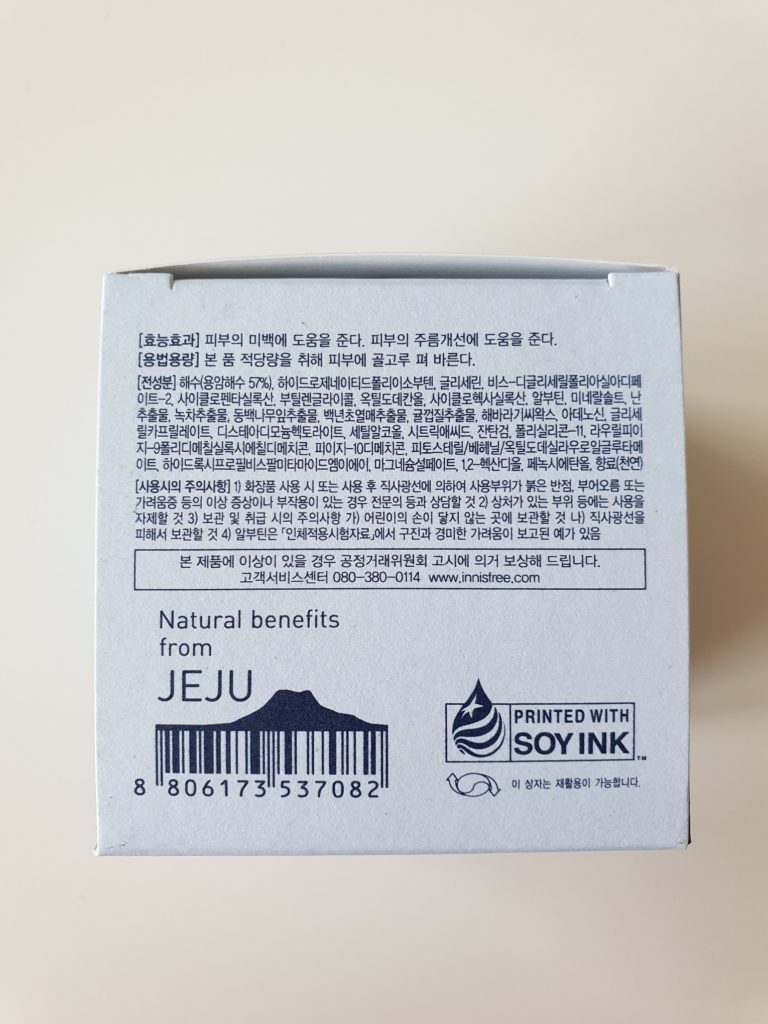 [효능효과] 피부의 미백에 도움을 준다. 피부의 주름개선에 도움을 준다.
[용법용량] 본 품 적당량을 취해 피부에 골고루 펴 바른다.
[전성분] 해수(용암해수 57%), 하이드로제네이티드폴리이소부텐, 글리세린, 비스-디글리세릴폴리아실아디페
이트-2, 사이클로펜타실록산, 부틸렌글라이콜, 옥틸도데칸올, 사이클로헥사실록산, 알부틴, 미네랄솔트, 난
추출물, 녹차추출물, 동백나무잎추출물, 백년초열매추출물, 귤껍질추출물, 해바라기씨왁스, 아데노신, 글리세
릴카프릴레이트, 디스테아디모늄헥토라이트, 세틸알코올, 시트릭애씨드, 잔탄검, 폴리실리콘-11, 라우릴피이
지-9폴리디메칠실록시에칠디메치콘, 피이지-10디메치콘, 피토스테릴/베헤닐/옥틸도데실라우로일글루타메
이트, 하이드록시프로필비스팔미타마이드엠이에이, 마그네슘설페이트, 1,2-헥산디올, 페녹시에탄올, 향료(천연)
[사용시의 주의사항] 1) 화장품 사용 시 또는 사용 후 직사광선에 의하여 사용부위가 붉은 반점, 부어오름 또는
가려움증 등의 이상 증상이나 부작용이 있는 경우 전문의 등과 상담할 것 2) 상처가 있는 부위 등에는 사용을
자제할 것 3) 보관 및 취급 시의 주의사항 가) 어린이의 손이 닿지 않는 곳에 보관할 것 나) 직사광선을
피해서 보관할 것 4) 알부틴은 「인체적용시험자료」에서 구진과 경미한 가려움이 보고된 예가 있음
본 제품에 이상이 있을 경우 공정거래위원회 고시에 의거 보상해 드립니다.
고객서비스센터 080-380-0114 www.innisfree.com
Natural benefits
from
JEJU
8 806173 537082
PRINTED WITH
SOY INK™
이 상자는 재활용이 가능합니다.